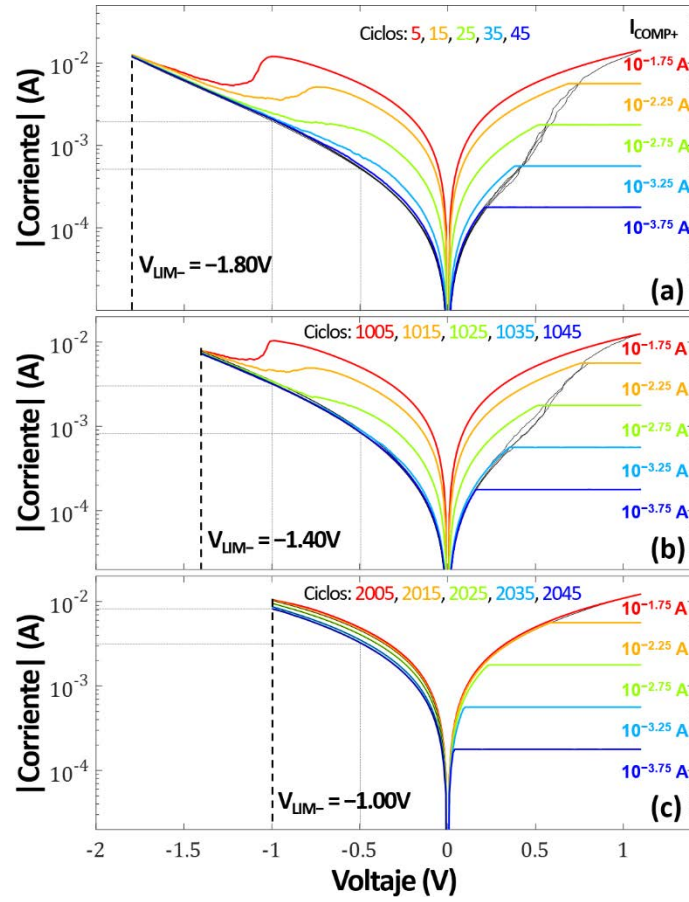 Ciclos: 5, 15, 25, 35, 45
I_COMP+
10^−1.75 A
10^−2.25 A
10^−2.75 A
10^−3.25 A
10^−3.75 A
|Corriente| (A)
10^-2
10^-3
10^-4
V_LIM− = −1.80V
(a)
Ciclos: 1005, 1015, 1025, 1035, 1045
10^−1.75 A
10^−2.25 A
10^−2.75 A
10^−3.25 A
10^−3.75 A
|Corriente| (A)
10^-2
10^-3
10^-4
V_LIM− = −1.40V
(b)
Ciclos: 2005, 2015, 2025, 2035, 2045
10^−1.75 A
10^−2.25 A
10^−2.75 A
10^−3.25 A
10^−3.75 A
|Corriente| (A)
10^-2
10^-3
10^-4
V_LIM− = −1.00V
(c)
-2 -1.5 -1 -0.5 0 0.5 1
Voltaje (V)